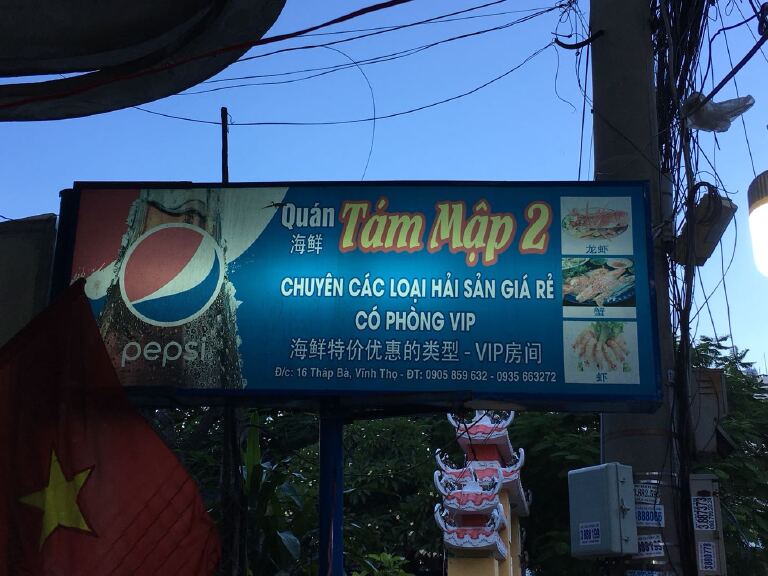 Quán
海鲜
Tám Mập 2
CHUYÊN CÁC LOẠI HẢI SẢN GIÁ RẺ
CÓ PHÒNG VIP
海鲜特价优惠的类型 - VIP房间
Đ/c: 16 Tháp Bà, Vĩnh Thọ - ĐT: 0905 859 632 - 0935 663272
pepsi
龙虾
蟹
虾